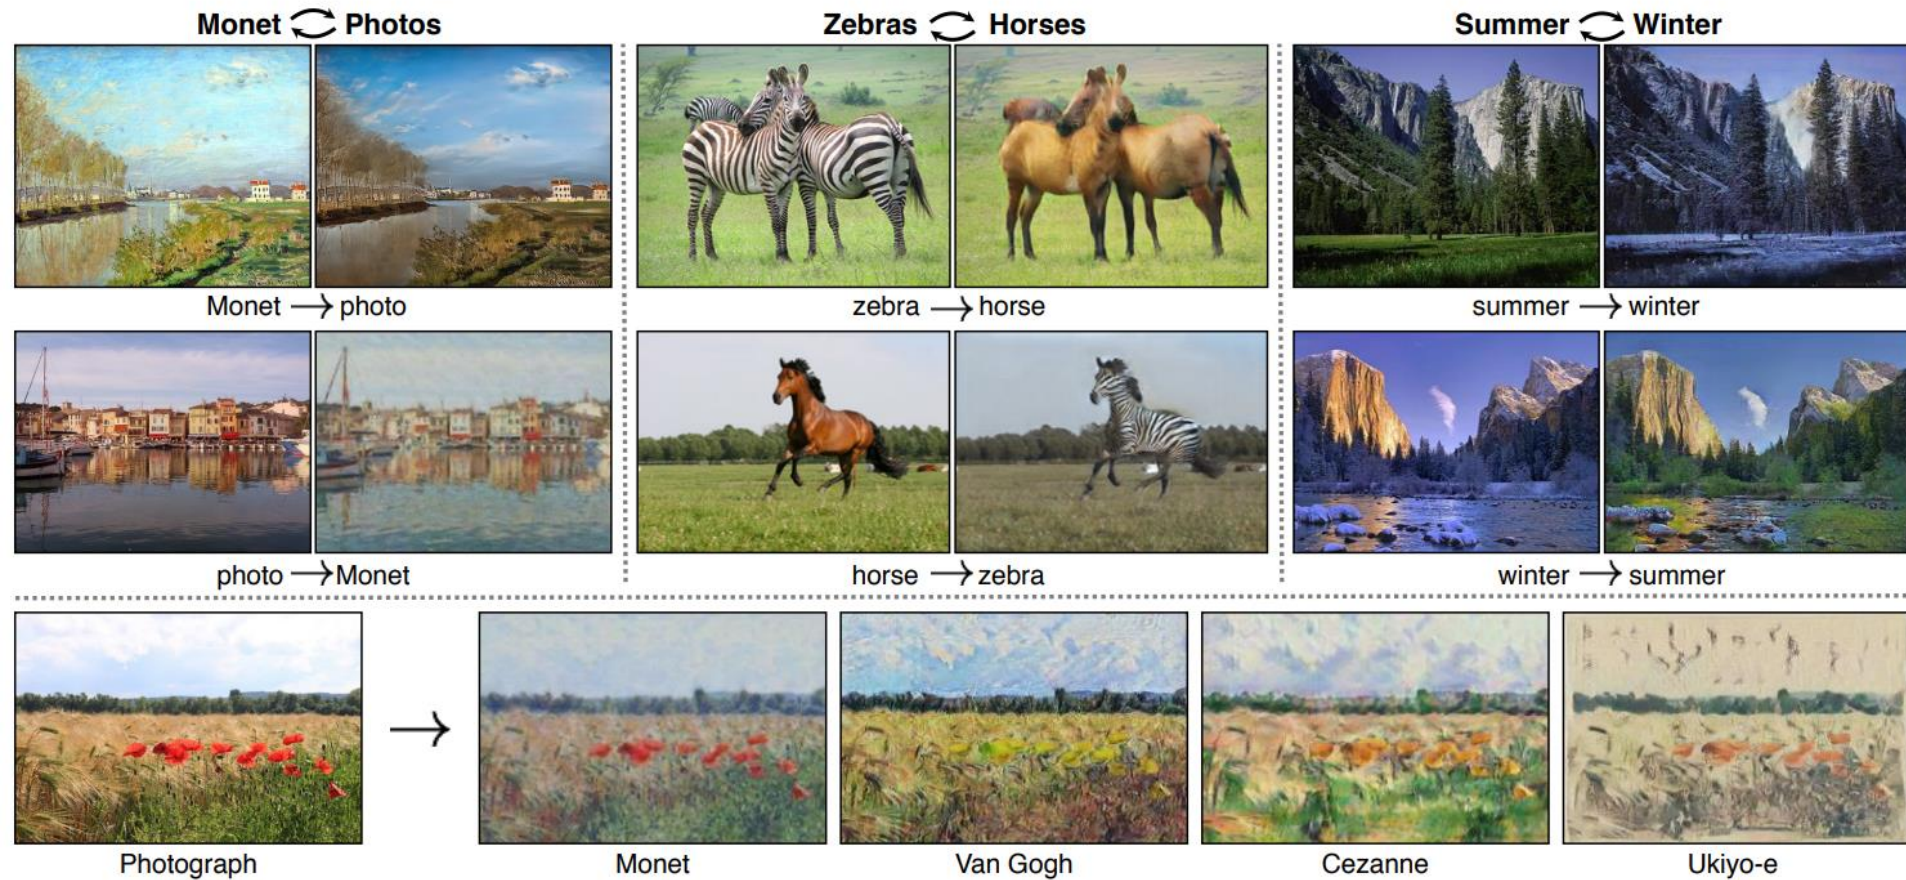 Monet Photos
Zebras Horses
Summer Winter
Monet → photo
zebra → horse
summer → winter
photo → Monet
horse → zebra
winter → summer
Photograph
Monet
Van Gogh
Cezanne
Ukiyo-e